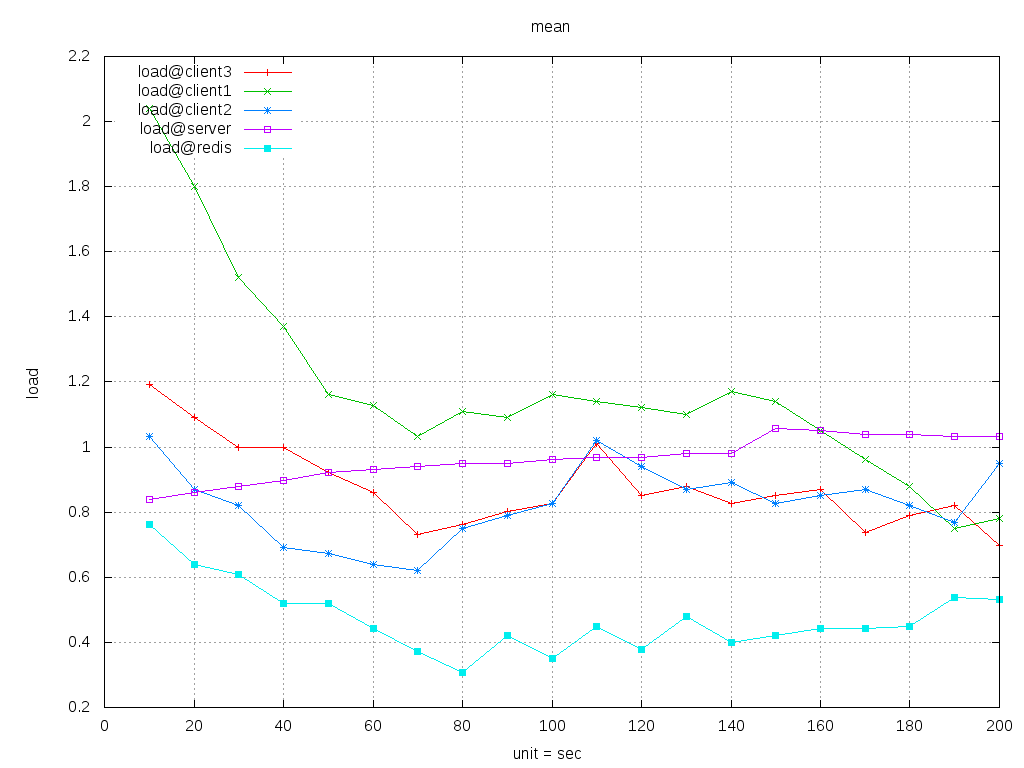 mean
2.2
2
1.8
1.6
1.4
1.2
1
0.8
0.6
0.4
0.2
load
load@client3
load@client1
load@client2
load@server
load@redis
0 20 40 60 80 100 120 140 160 180 200
unit = sec